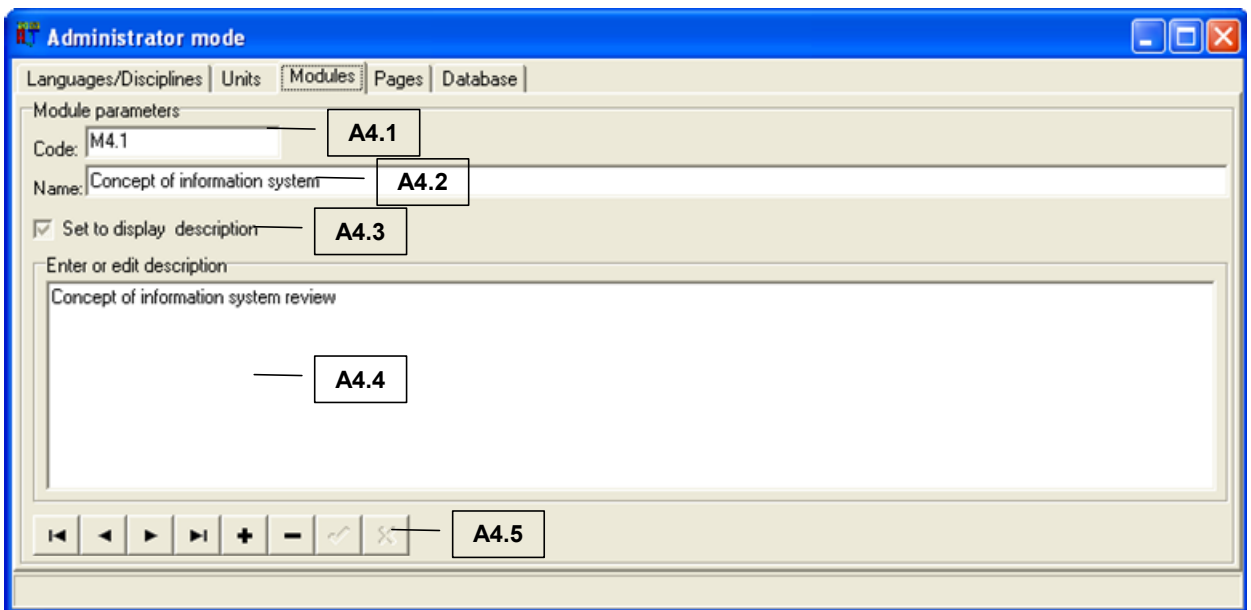 Administrator mode
Languages/Disciplines Units Modules Pages Database
Module parameters
Code: M4.1 A4.1
Name: Concept of information system A4.2
Set to display description A4.3
Enter or edit description
Concept of information system review
A4.4
A4.5